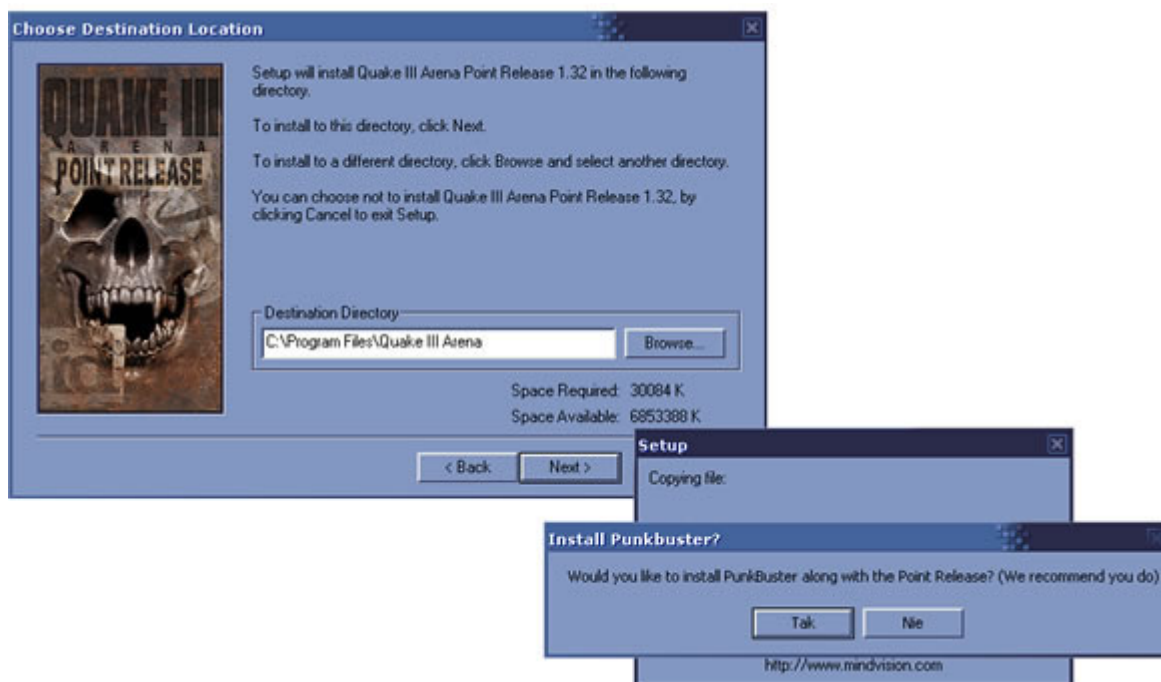 Choose Destination Location
QUAKE III
ARENA
POINT RELEASE
id
Setup will install Quake III Arena Point Release 1.32 in the following
directory.
To install to this directory, click Next.
To install to a different directory, click Browse and select another directory.
You can choose not to install Quake III Arena Point Release 1.32, by
clicking Cancel to exit Setup.
Destination Directory
C:\Program Files\Quake III Arena
Browse...
Space Required: 30084 K
Space Available: 6853388 K
< Back
Next >
Setup
Copying file:
Install Punkbuster?
Would you like to install PunkBuster along with the Point Release? (We recommend you do)
Tak
Nie
http://www.mindvision.com